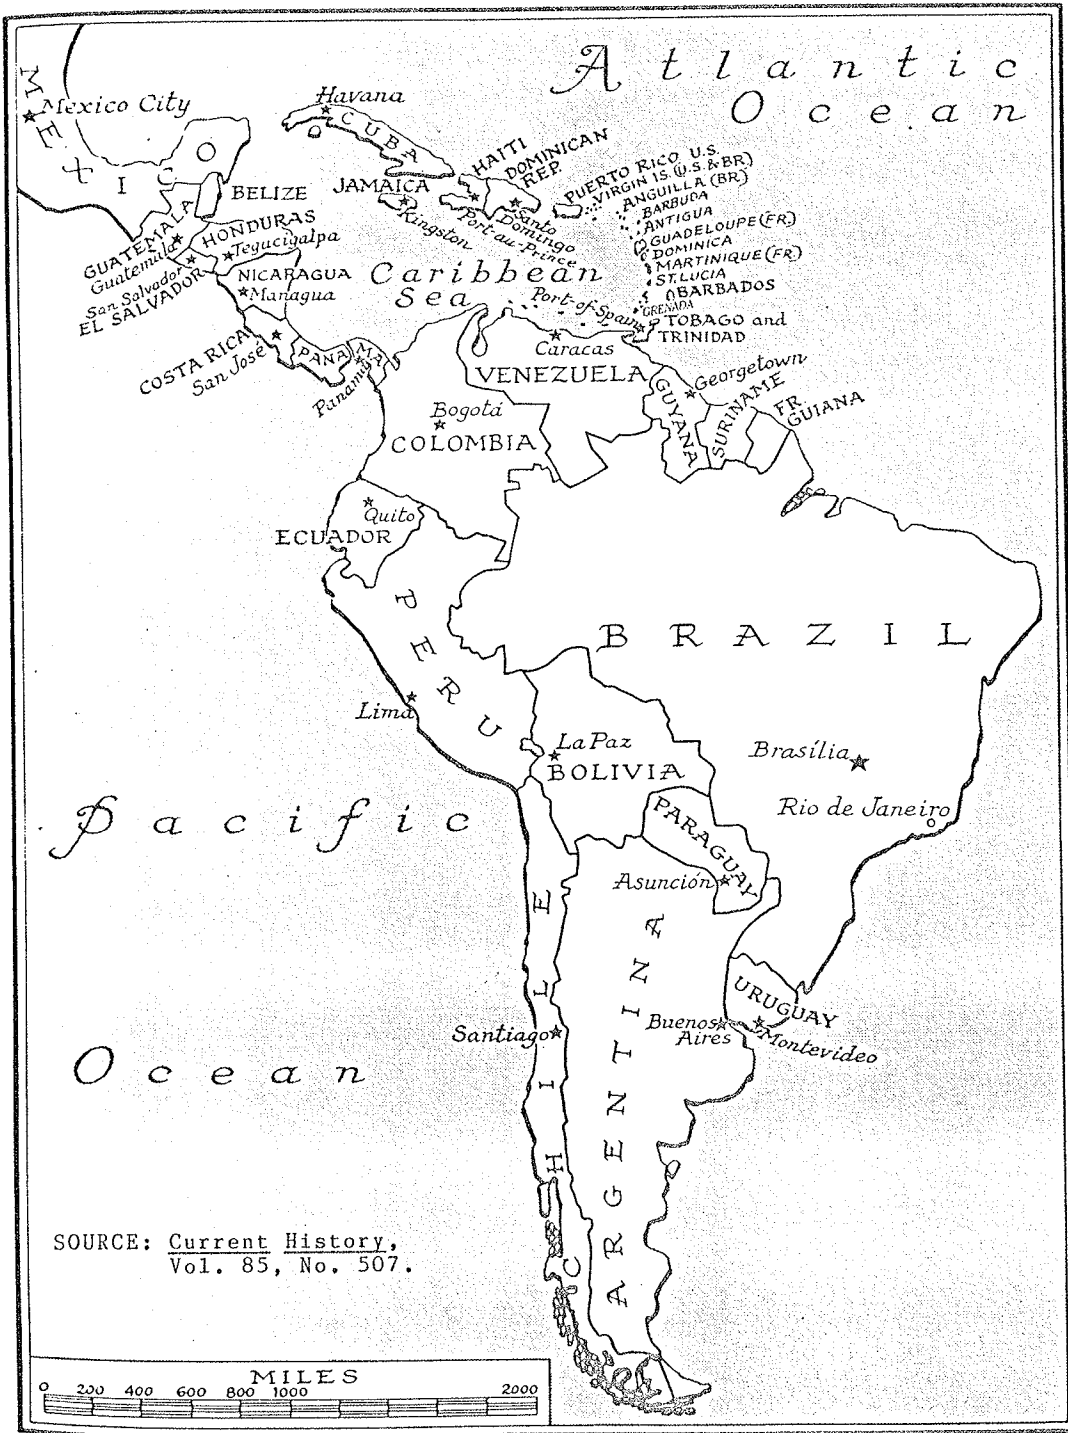 Atlantic
Ocean
MEXICO
Mexico City
Havana
CUBA
HAITI
DOMINICAN
REP.
PUERTO RICO U.S.
VIRGIN IS. (U.S. & BR)
ANGUILLA (BR)
BARBUDA
ANTIGUA
GUADELOUPE (FR.)
DOMINICA
MARTINIQUE (FR.)
ST. LUCIA
BARBADOS
GRENADA
TOBAGO and
TRINIDAD
BELIZE
JAMAICA
Kingston
Port-au-Prince
Santo
Domingo
GUATEMALA
Guatemala
HONDURAS
Tegucigalpa
San Salvador
EL SALVADOR
NICARAGUA
Managua
Caribbean
Sea
Port-of-Spain
COSTA RICA
San José
PANAMA
Panamá
Caracas
VENEZUELA
Georgetown
GUYANA
SURINAME
FR.
GUIANA
Bogotá
COLOMBIA
Quito
ECUADOR
PERU
Lima
BRAZIL
Brasília
Rio de Janeiro
La Paz
BOLIVIA
PARAGUAY
Asunción
Pacific
Ocean
CHILE
Santiago
ARGENTINA
Buenos
Aires
URUGUAY
Montevideo
SOURCE: Current History,
Vol. 85, No. 507.
MILES
0 200 400 600 800 1000 2000